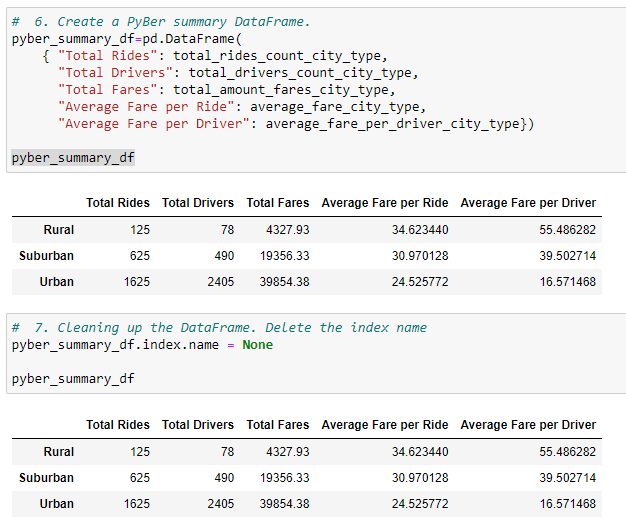 #  6. Create a PyBer summary DataFrame.
pyber_summary_df=pd.DataFrame(
    { "Total Rides": total_rides_count_city_type,
      "Total Drivers": total_drivers_count_city_type,
      "Total Fares": total_amount_fares_city_type,
      "Average Fare per Ride": average_fare_city_type,
      "Average Fare per Driver": average_fare_per_driver_city_type})
pyber_summary_df
Total Rides Total Drivers Total Fares Average Fare per Ride Average Fare per Driver
Rural 125 78 4327.93 34.623440 55.486282
Suburban 625 490 19356.33 30.970128 39.502714
Urban 1625 2405 39854.38 24.525772 16.571468
#  7. Cleaning up the DataFrame. Delete the index name
pyber_summary_df.index.name = None
pyber_summary_df
Total Rides Total Drivers Total Fares Average Fare per Ride Average Fare per Driver
Rural 125 78 4327.93 34.623440 55.486282
Suburban 625 490 19356.33 30.970128 39.502714
Urban 1625 2405 39854.38 24.525772 16.571468